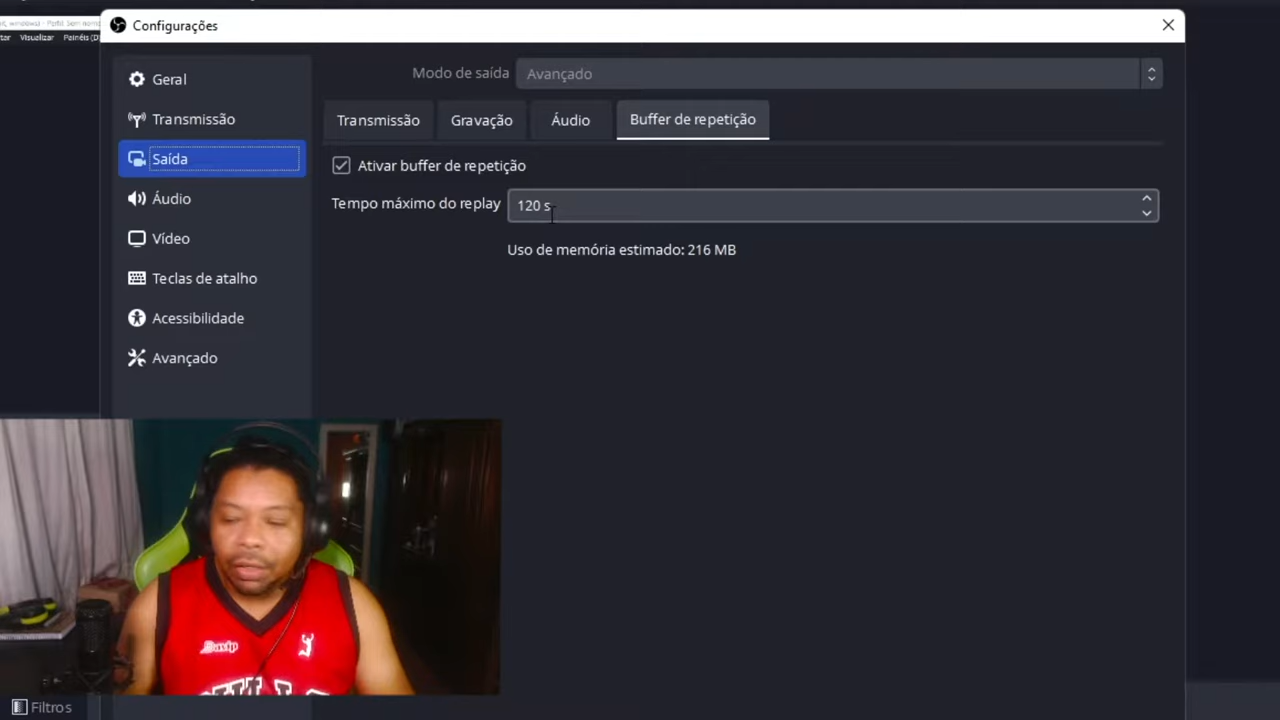 Configurações
Visualizar
Geral
Transmissão
Saída
Áudio
Vídeo
Teclas de atalho
Acessibilidade
Avançado
Modo de saída
Avançado
Transmissão
Gravação
Áudio
Buffer de repetição
Ativar buffer de repetição
Tempo máximo do replay
120 s
Uso de memória estimado: 216 MB
Filtros